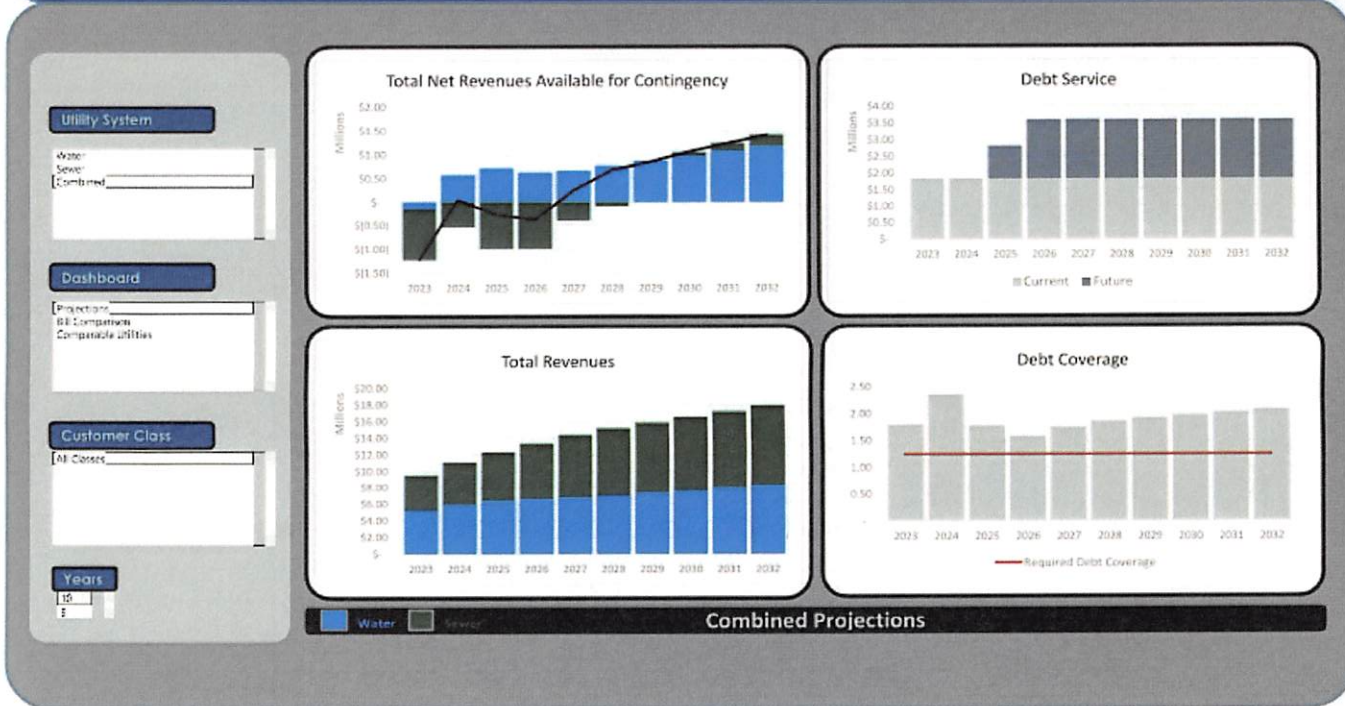 Utility System
Water
Sewer
Combined
Dashboard
Projections
Bill Comparison
Comparable Utilities
Customer Class
All Classes
Years
10
5
Total Net Revenues Available for Contingency
Millions
$2.00
$1.50
$1.00
$0.50
$-
$(0.50)
$(1.00)
$(1.50)
2023 2024 2025 2026 2027 2028 2029 2030 2031 2032
Debt Service
Millions
$4.00
$3.50
$3.00
$2.50
$2.00
$1.50
$1.00
$0.50
$-
2023 2024 2025 2026 2027 2028 2029 2030 2031 2032
Current Future
Total Revenues
Millions
$20.00
$18.00
$16.00
$14.00
$12.00
$10.00
$8.00
$6.00
$4.00
$2.00
$-
2023 2024 2025 2026 2027 2028 2029 2030 2031 2032
Debt Coverage
2.50
2.00
1.50
1.00
0.50
-
2023 2024 2025 2026 2027 2028 2029 2030 2031 2032
Required Debt Coverage
Water Sewer Combined Projections